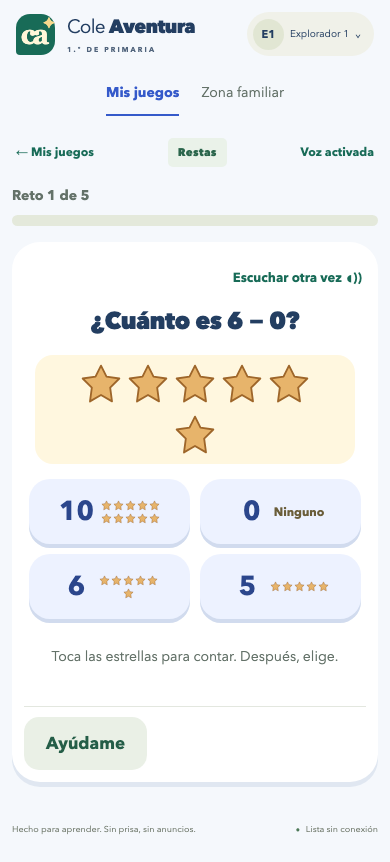 ca Cole Aventura
1.º DE PRIMARIA
E1 Explorador 1
Mis juegos Zona familiar
← Mis juegos Restas Voz activada
Reto 1 de 5
Escuchar otra vez
¿Cuánto es 6 – 0?
10 0 Ninguno
6 5
Toca las estrellas para contar. Después, elige.
Ayúdame
Hecho para aprender. Sin prisa, sin anuncios. • Lista sin conexión